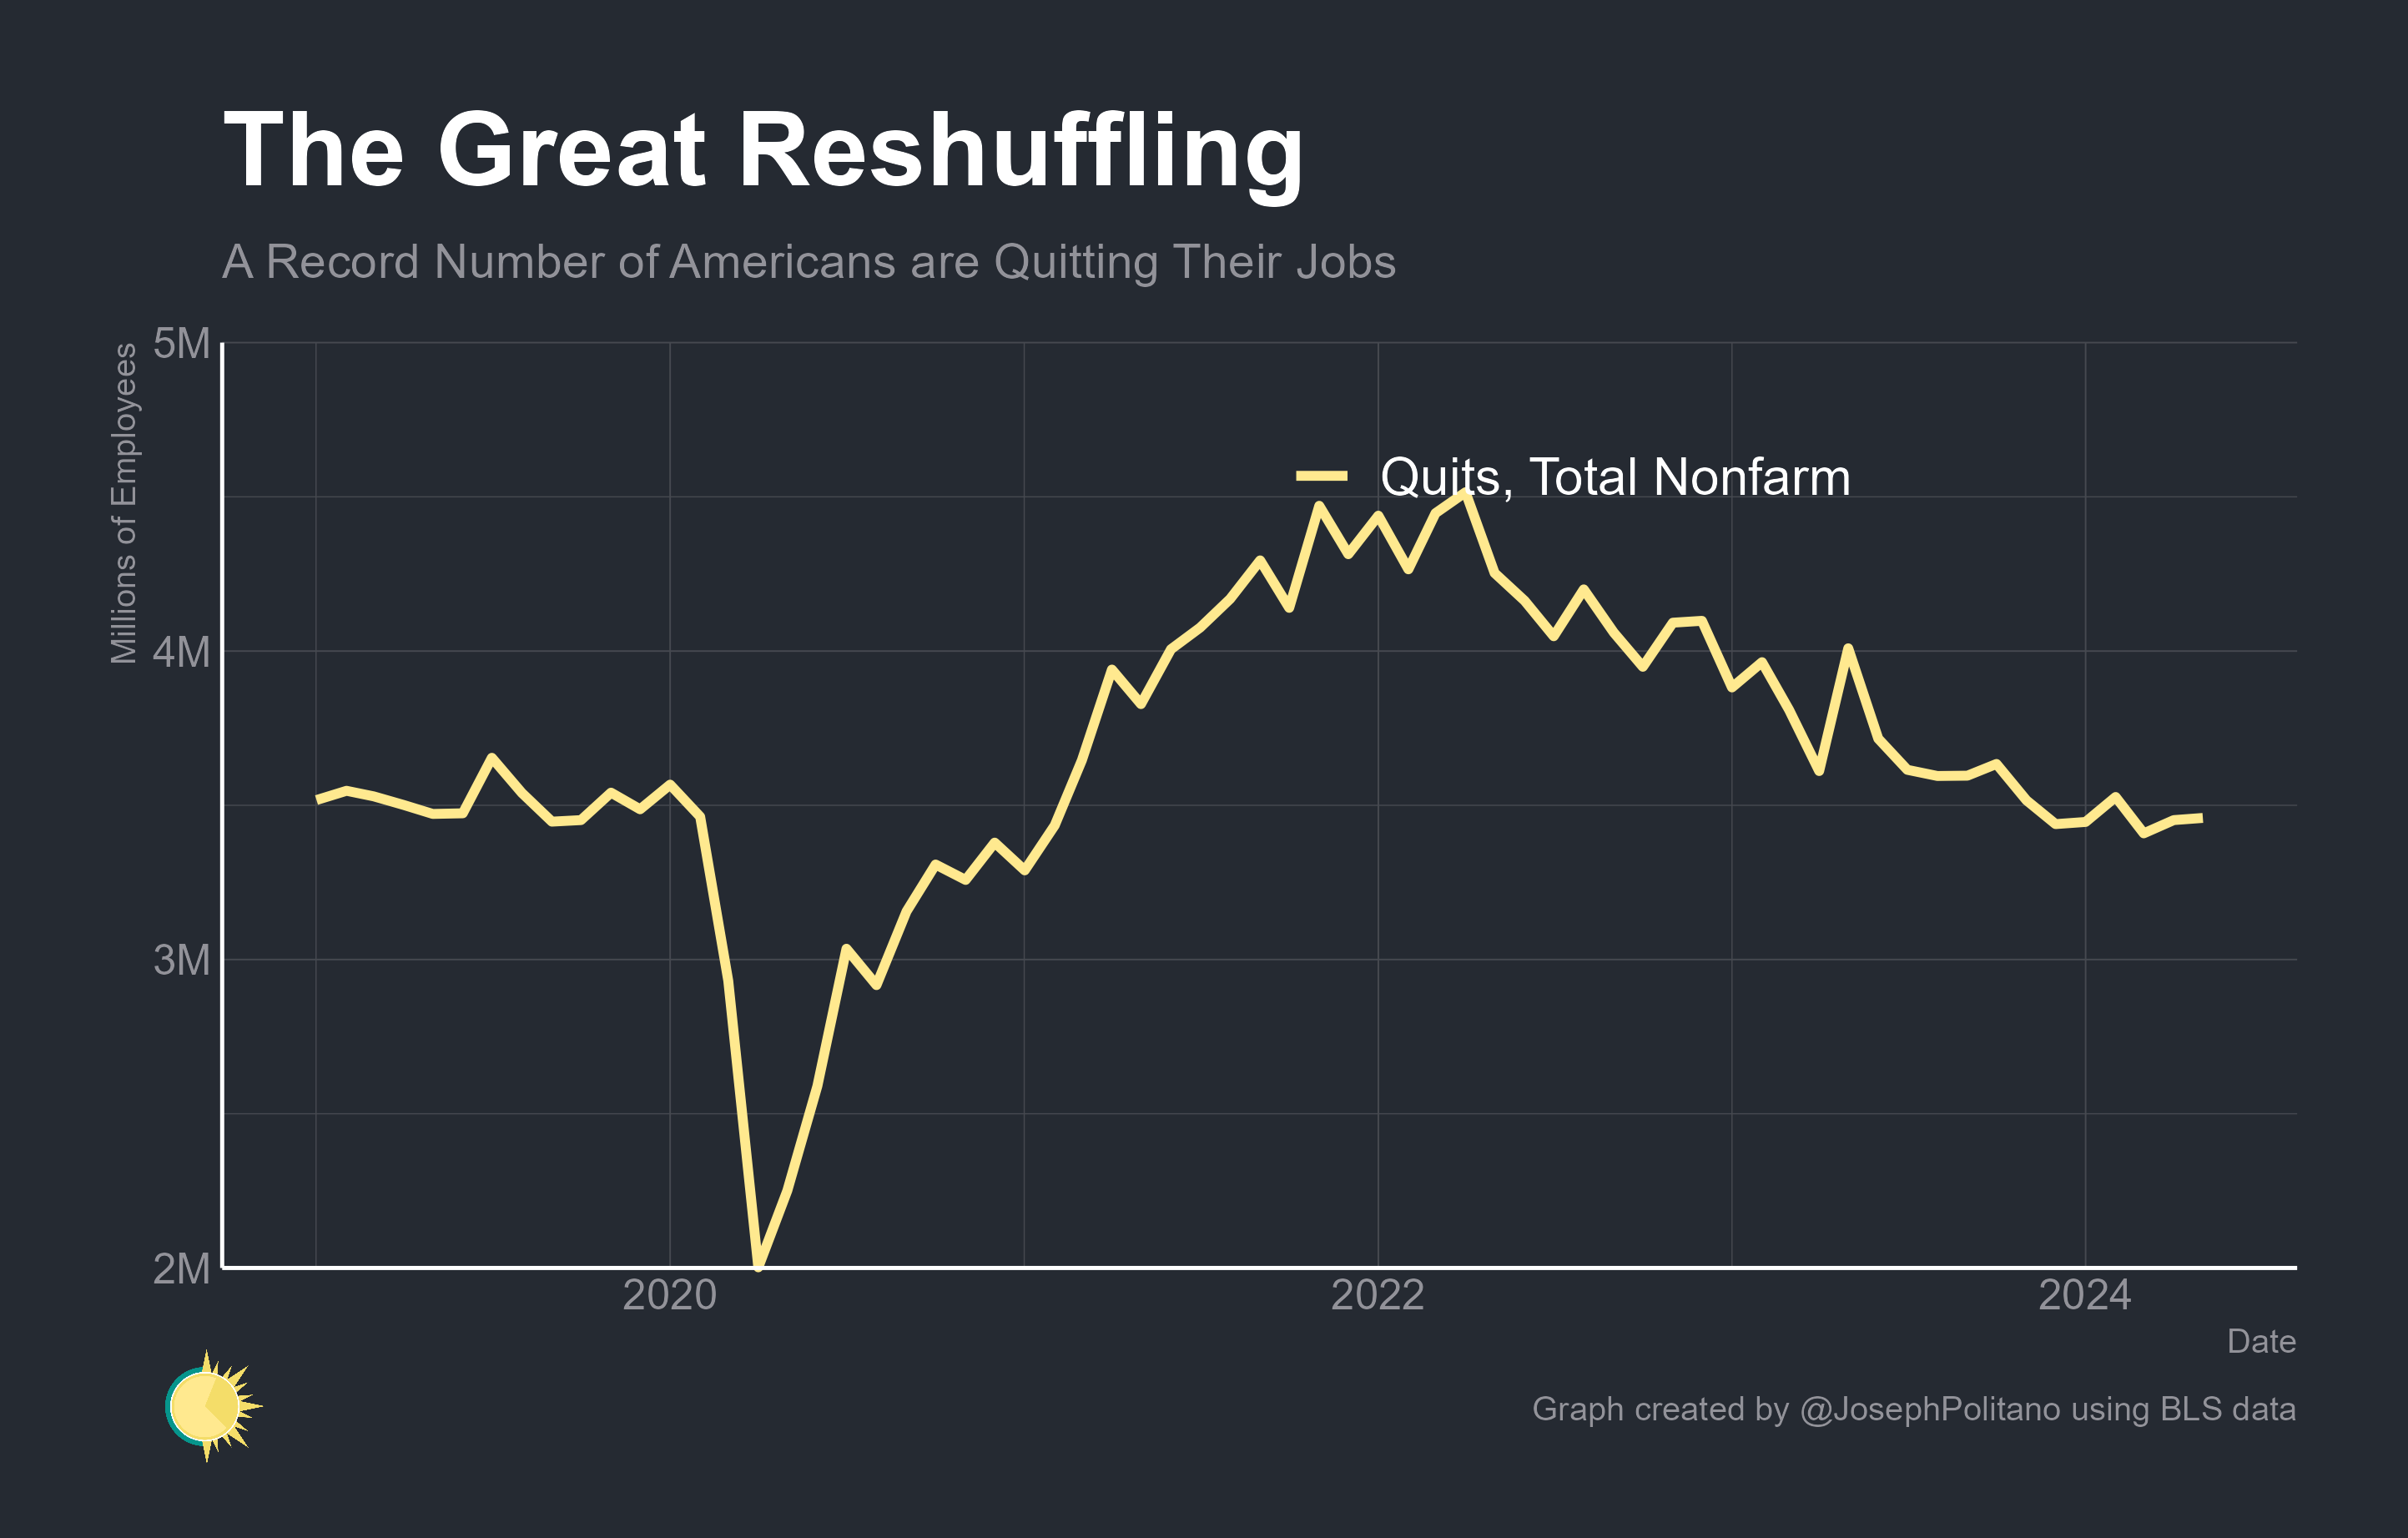 The Great Reshuffling
A Record Number of Americans are Quitting Their Jobs
Millions of Employees
5M
Quits, Total Nonfarm
4M
3M
2M
2020
2022
2024
Date
Graph created by @JosephPolitano using BLS data